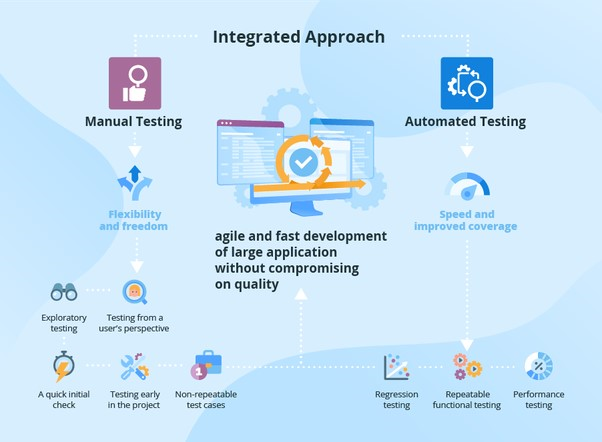 Integrated Approach
Manual Testing
Automated Testing
Flexibility
and freedom
Speed and
improved coverage
agile and fast development
of large application
without compromising
on quality
Exploratory
testing
Testing from a
user's perspective
A quick initial
check
Testing early
in the project
1
Non-repeatable
test cases
Regression
testing
Repeatable
functional testing
Performance
testing